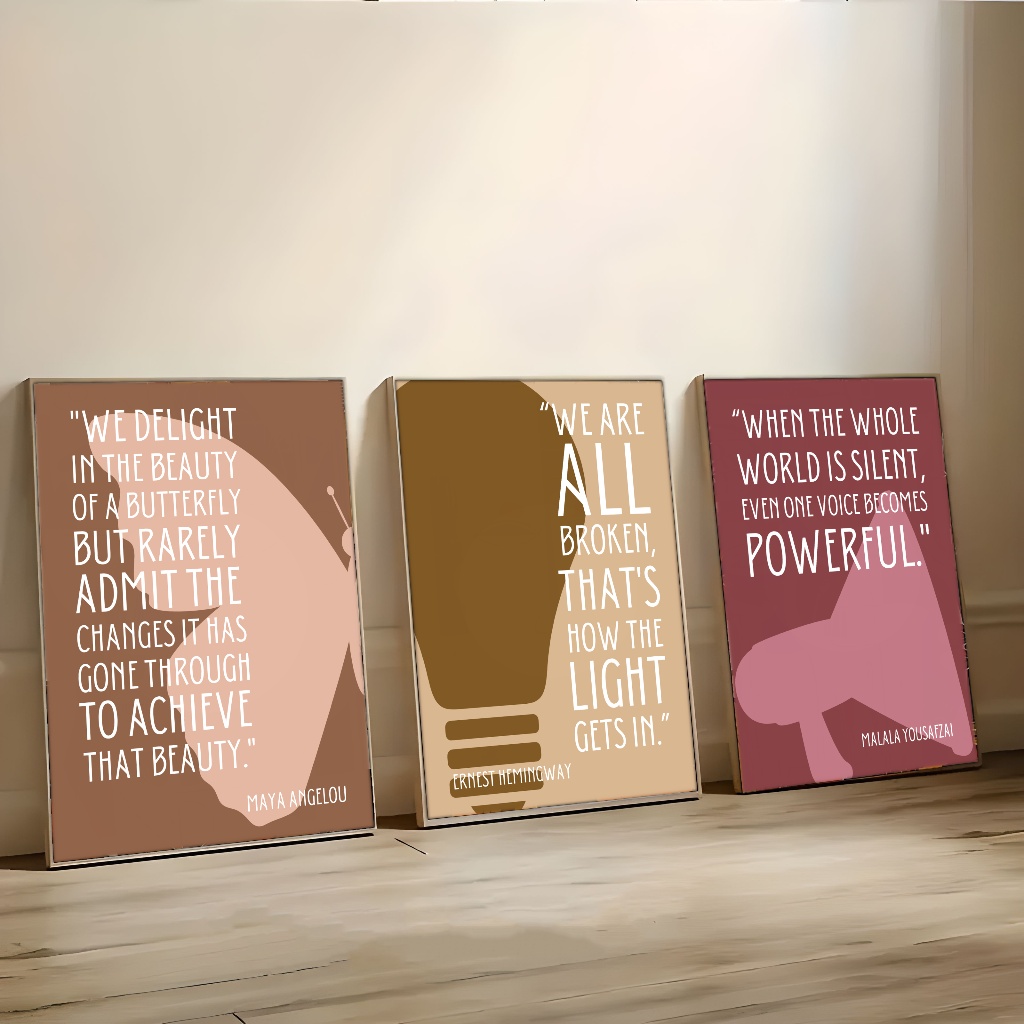 "WE DELIGHT
IN THE BEAUTY
OF A BUTTERFLY
BUT RARELY
ADMIT THE
CHANGES IT HAS
GONE THROUGH
TO ACHIEVE
THAT BEAUTY."
MAYA ANGELOU
“WE ARE
ALL
BROKEN,
THAT'S
HOW THE
LIGHT
GETS IN.”
ERNEST HEMINGWAY
“WHEN THE WHOLE
WORLD IS SILENT,
EVEN ONE VOICE BECOMES
POWERFUL."
MALALA YOUSAFZAI